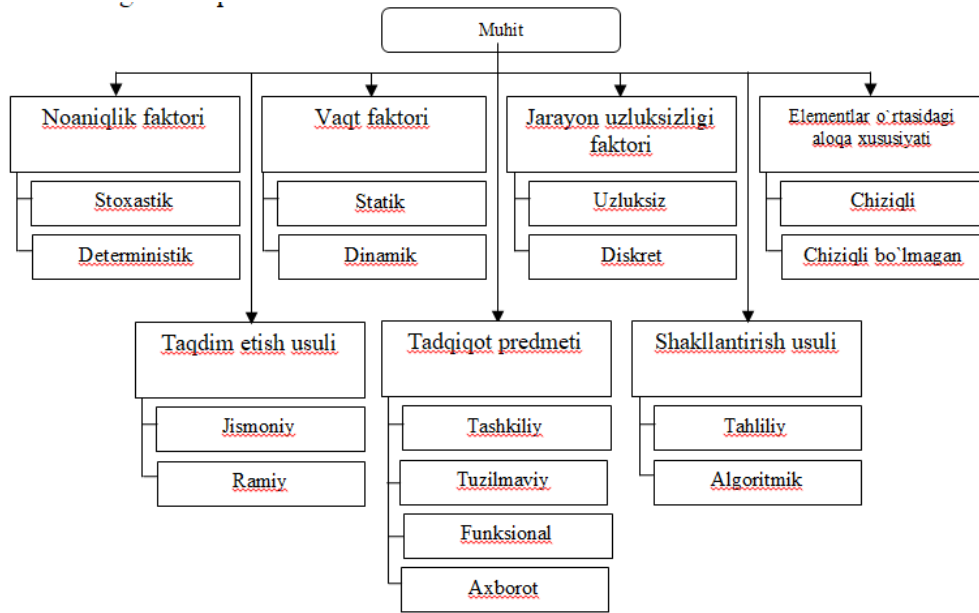 Muhit
Noaniqlik faktori
Stoxastik
Deterministik
Vaqt faktori
Statik
Dinamik
Jarayon uzluksizligi
faktori
Uzluksiz
Diskret
Elementlar o`rtasidagi
aloqa xususiyati
Chiziqli
Chiziqli bo`lmagan
Taqdim etish usuli
Jismoniy
Ramiy
Tadqiqot predmeti
Tashkiliy
Tuzilmaviy
Funksional
Axborot
Shakllantirish usuli
Tahliliy
Algoritmik